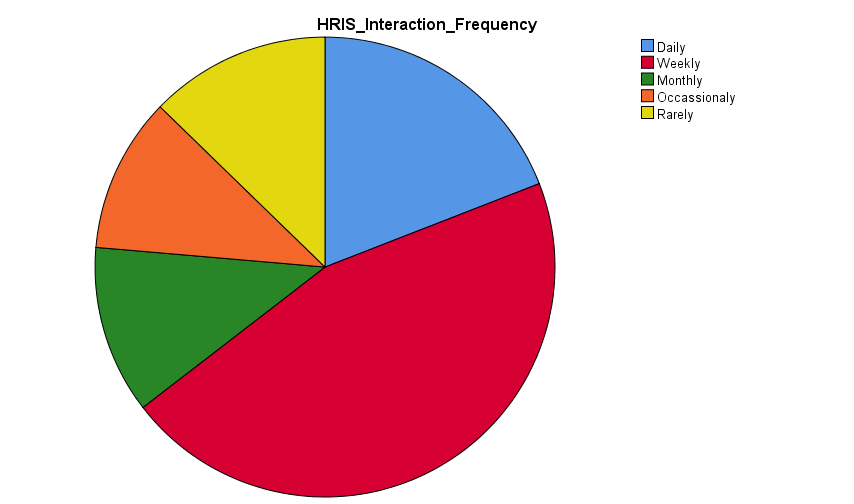 HRIS_Interaction_Frequency
Daily
Weekly
Monthly
Occassionaly
Rarely